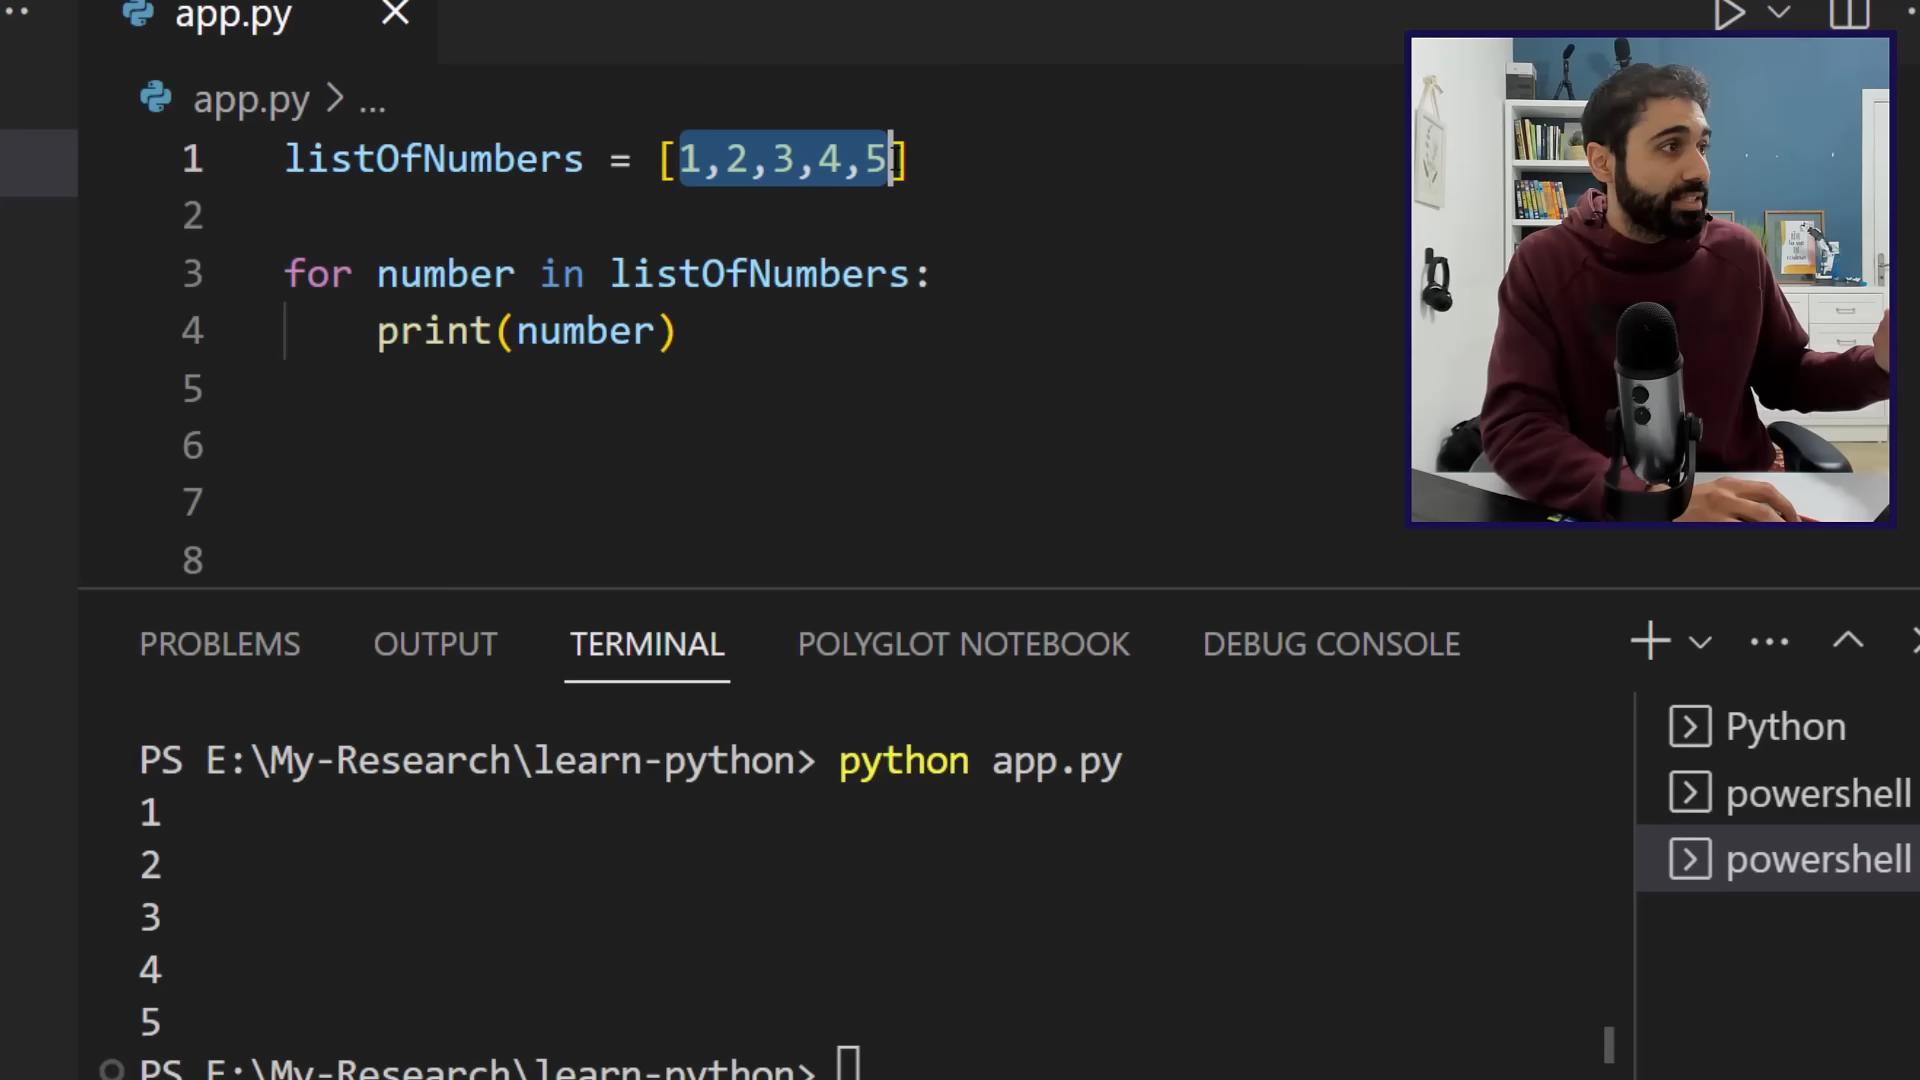 app.py
app.py > ...
1 listOfNumbers = [1,2,3,4,5]
2
3 for number in listOfNumbers:
4 print(number)
5
6
7
8
PROBLEMS OUTPUT TERMINAL POLYGLOT NOTEBOOK DEBUG CONSOLE
PS E:\My-Research\learn-python> python app.py
1
2
3
4
5
PS E:\My-Research\learn-python>
Python
powershell
powershell